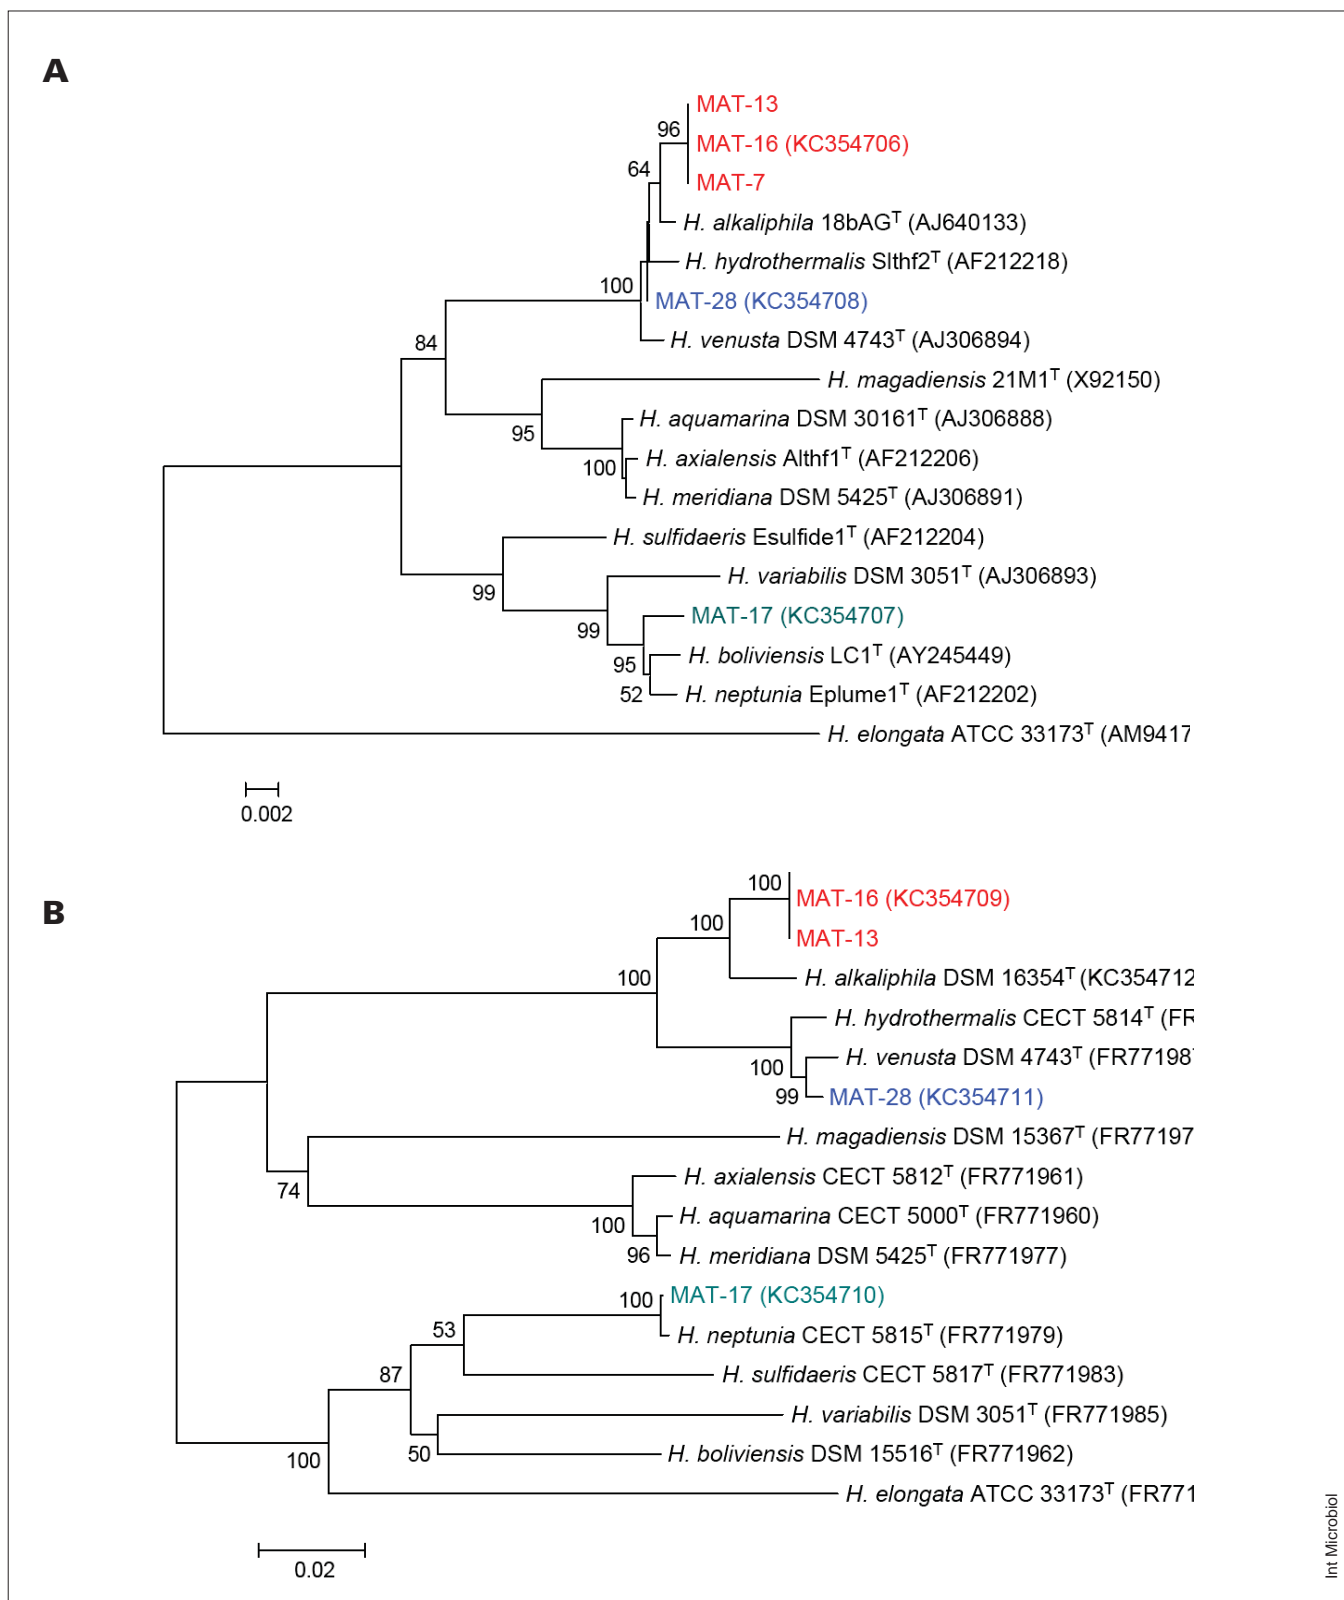 A
MAT-13
96
MAT-16 (KC354706)
64
MAT-7
H. alkaliphila 18bAGᵀ (AJ640133)
H. hydrothermalis Slthf2ᵀ (AF212218)
100
MAT-28 (KC354708)
H. venusta DSM 4743ᵀ (AJ306894)
84
H. magadiensis 21M1ᵀ (X92150)
H. aquamarina DSM 30161ᵀ (AJ306888)
95
H. axialensis Althf1ᵀ (AF212206)
100
H. meridiana DSM 5425ᵀ (AJ306891)
H. sulfidaeris Esulfide1ᵀ (AF212204)
H. variabilis DSM 3051ᵀ (AJ306893)
99
MAT-17 (KC354707)
99
H. boliviensis LC1ᵀ (AY245449)
95
H. neptunia Eplume1ᵀ (AF212202)
52
H. elongata ATCC 33173ᵀ (AM9417
0.002
B
100
MAT-16 (KC354709)
100
MAT-13
100
H. alkaliphila DSM 16354ᵀ (KC354712
H. hydrothermalis CECT 5814ᵀ (FR
H. venusta DSM 4743ᵀ (FR77198
100
99
MAT-28 (KC354711)
H. magadiensis DSM 15367ᵀ (FR77197
H. axialensis CECT 5812ᵀ (FR771961)
74
H. aquamarina CECT 5000ᵀ (FR771960)
100
H. meridiana DSM 5425ᵀ (FR771977)
96
100
MAT-17 (KC354710)
53
H. neptunia CECT 5815ᵀ (FR771979)
87
H. sulfidaeris CECT 5817ᵀ (FR771983)
H. variabilis DSM 3051ᵀ (FR771985)
50
H. boliviensis DSM 15516ᵀ (FR771962)
100
H. elongata ATCC 33173ᵀ (FR771
0.02
Int Microbiol